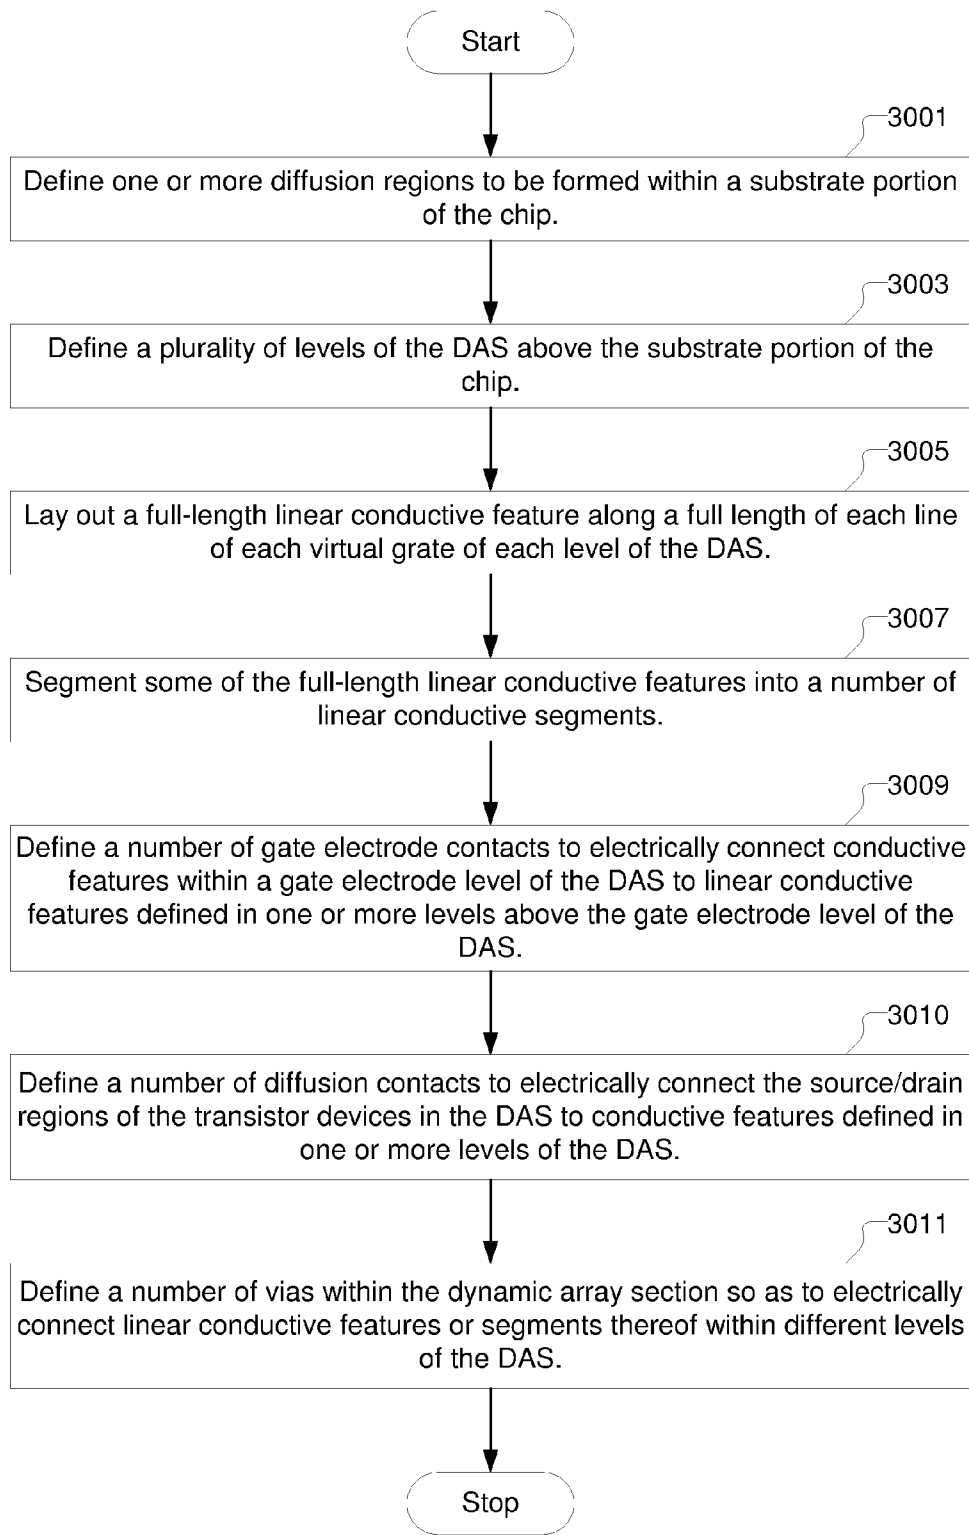 Start
3001
Define one or more diffusion regions to be formed within a substrate portion
of the chip.
3003
Define a plurality of levels of the DAS above the substrate portion of the
chip.
3005
Lay out a full-length linear conductive feature along a full length of each line
of each virtual grate of each level of the DAS.
3007
Segment some of the full-length linear conductive features into a number of
linear conductive segments.
3009
Define a number of gate electrode contacts to electrically connect conductive
features within a gate electrode level of the DAS to linear conductive
features defined in one or more levels above the gate electrode level of the
DAS.
3010
Define a number of diffusion contacts to electrically connect the source/drain
regions of the transistor devices in the DAS to conductive features defined in
one or more levels of the DAS.
3011
Define a number of vias within the dynamic array section so as to electrically
connect linear conductive features or segments thereof within different levels
of the DAS.
Stop